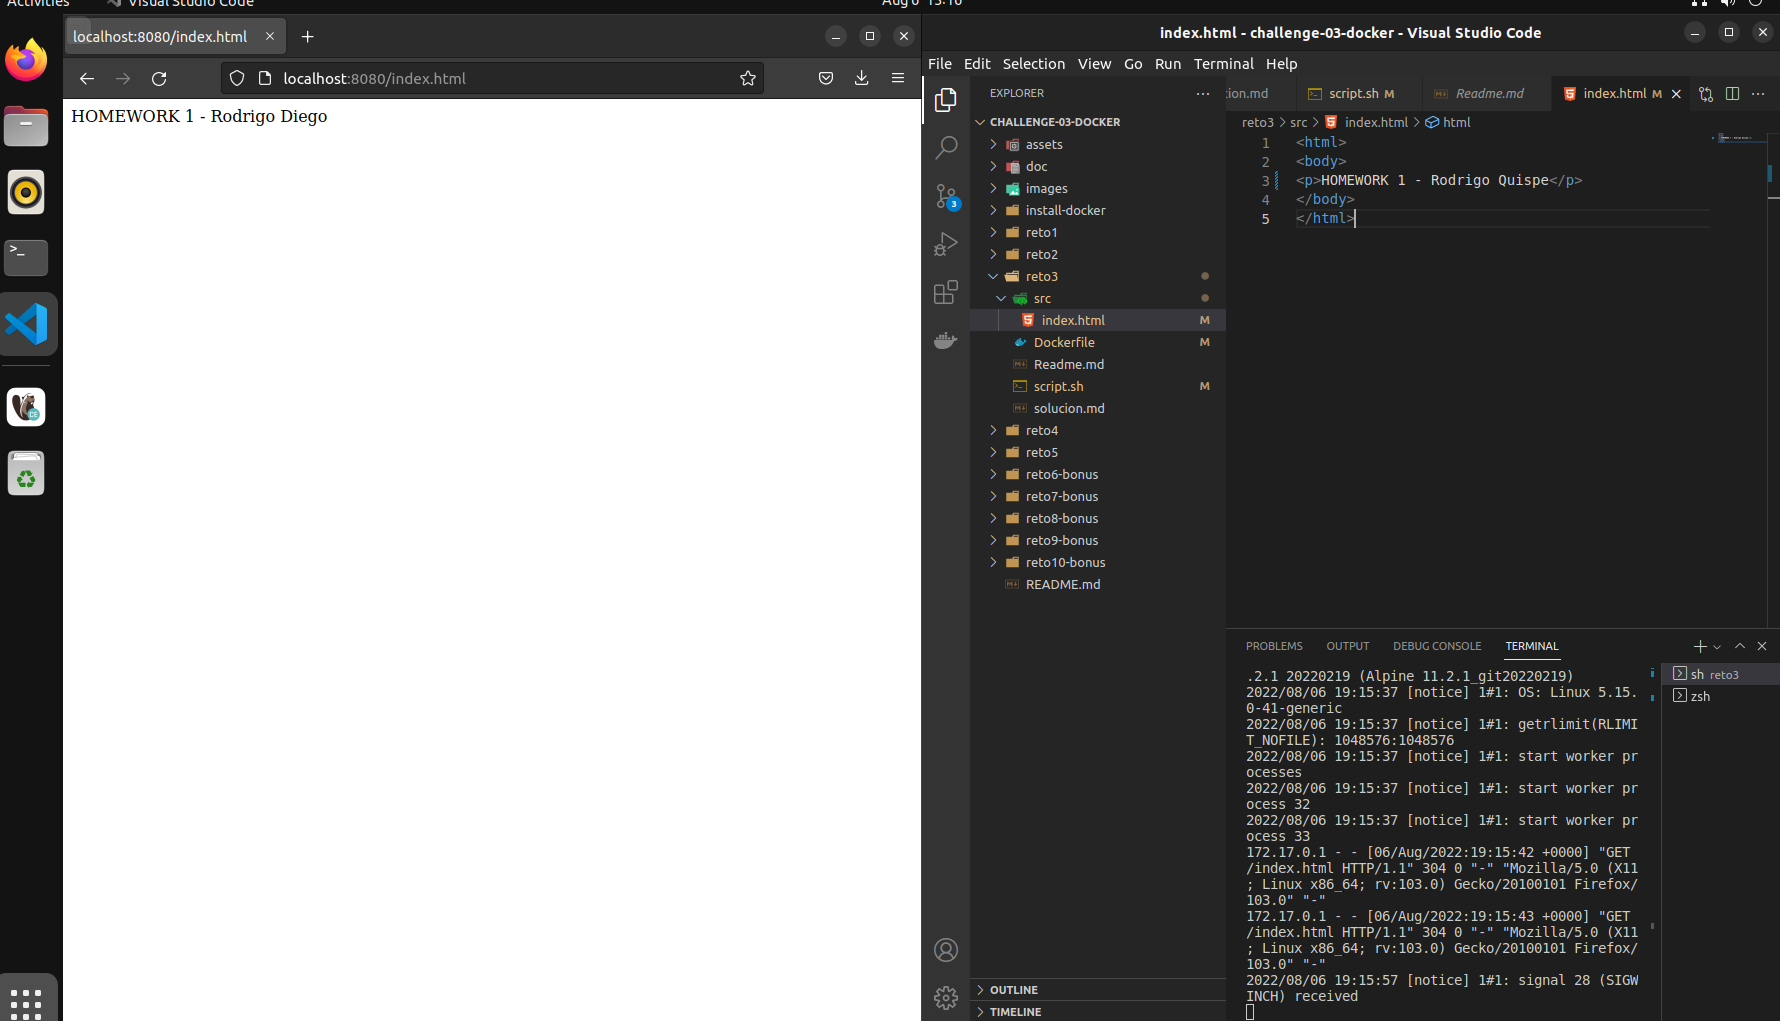 Activities
Visual Studio Code
Aug 6 13:16
localhost:8080/index.html
localhost:8080/index.html
HOMEWORK 1 - Rodrigo Diego
index.html - challenge-03-docker - Visual Studio Code
File Edit Selection View Go Run Terminal Help
EXPLORER
CHALLENGE-03-DOCKER
assets
doc
images
install-docker
reto1
reto2
reto3
src
index.html M
Dockerfile M
Readme.md
script.sh M
solucion.md
reto4
reto5
reto6-bonus
reto7-bonus
reto8-bonus
reto9-bonus
reto10-bonus
README.md
OUTLINE
TIMELINE
3
CE
>_
cion.md
script.sh M
Readme.md
index.html M
reto3 > src > index.html > html
1 <html>
2 <body>
3 <p>HOMEWORK 1 - Rodrigo Quispe</p>
4 </body>
5 </html>
PROBLEMS OUTPUT DEBUG CONSOLE TERMINAL
.2.1 20220219 (Alpine 11.2.1_git20220219)
2022/08/06 19:15:37 [notice] 1#1: OS: Linux 5.15.
0-41-generic
2022/08/06 19:15:37 [notice] 1#1: getrlimit(RLIMI
T_NOFILE): 1048576:1048576
2022/08/06 19:15:37 [notice] 1#1: start worker pr
ocesses
2022/08/06 19:15:37 [notice] 1#1: start worker pr
ocess 32
2022/08/06 19:15:37 [notice] 1#1: start worker pr
ocess 33
172.17.0.1 - - [06/Aug/2022:19:15:42 +0000] "GET
/index.html HTTP/1.1" 304 0 "-" "Mozilla/5.0 (X11
; Linux x86_64; rv:103.0) Gecko/20100101 Firefox/
103.0" "-"
172.17.0.1 - - [06/Aug/2022:19:15:43 +0000] "GET
/index.html HTTP/1.1" 304 0 "-" "Mozilla/5.0 (X11
; Linux x86_64; rv:103.0) Gecko/20100101 Firefox/
103.0" "-"
2022/08/06 19:15:57 [notice] 1#1: signal 28 (SIGW
INCH) received
sh reto3
zsh